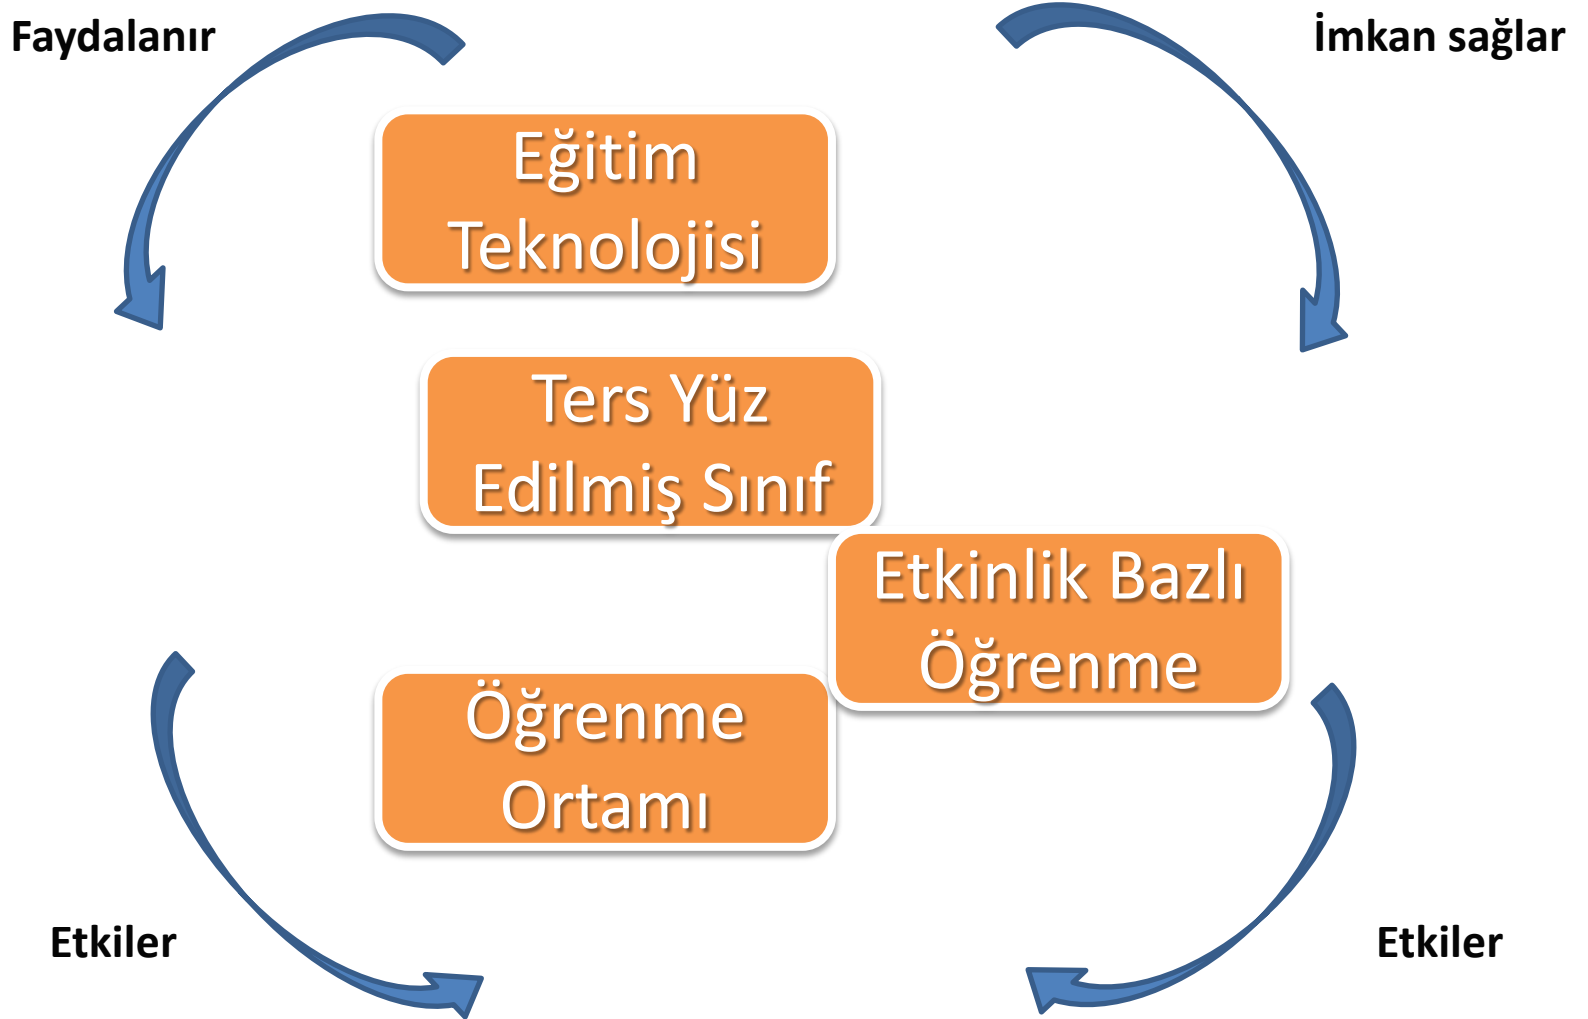 Faydalanır
İmkan sağlar
Eğitim
Teknolojisi
Ters Yüz
Edilmiş Sınıf
Etkinlik Bazlı
Öğrenme
Öğrenme
Ortamı
Etkiler
Etkiler